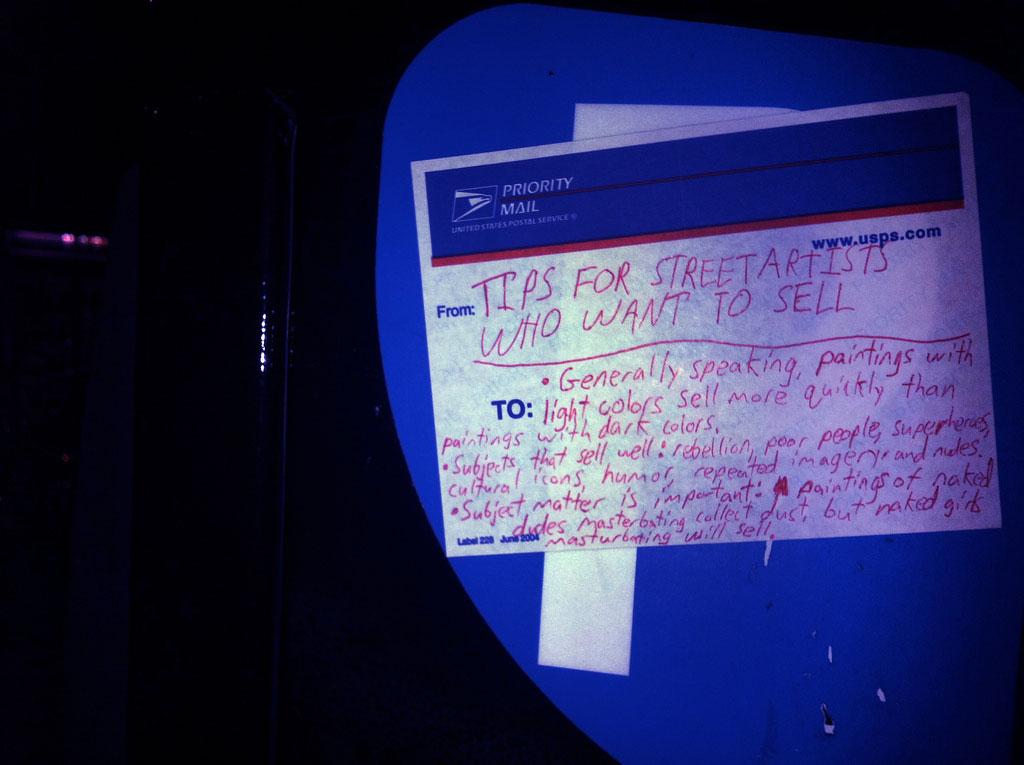 PRIORITY
MAIL
UNITED STATES POSTAL SERVICE ®
www.usps.com
From: TIPS FOR STREET ARTISTS
WHO WANT TO SELL
• Generally speaking, paintings with
TO: light colors sell more quickly than
paintings with dark colors.
• Subjects that sell well: rebellion, poor people, superheroes,
cultural icons, humor, repeated imagery, and nudes.
• Subject matter is important: paintings of naked
dudes masterbating collect dust, but naked girls
masturbating will sell.
Label 228 June 2004